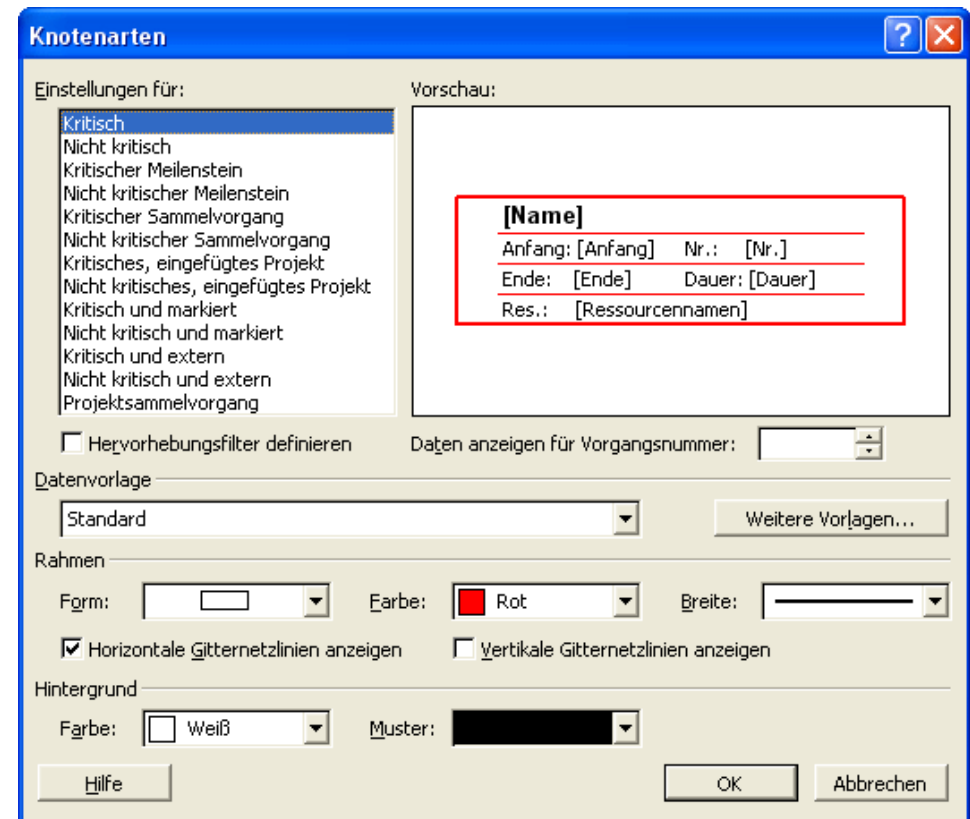 Knotenarten
Einstellungen für:
Kritisch
Nicht kritisch
Kritischer Meilenstein
Nicht kritischer Meilenstein
Kritischer Sammelvorgang
Nicht kritischer Sammelvorgang
Kritisches, eingefügtes Projekt
Nicht kritisches, eingefügtes Projekt
Kritisch und markiert
Nicht kritisch und markiert
Kritisch und extern
Nicht kritisch und extern
Projektsammelvorgang
Vorschau:
[Name]
Anfang: [Anfang] Nr.: [Nr.]
Ende: [Ende] Dauer: [Dauer]
Res.: [Ressourcennamen]
Hervorhebungsfilter definieren
Daten anzeigen für Vorgangsnummer:
Datenvorlage
Standard
Weitere Vorlagen...
Rahmen
Form: Farbe: Rot Breite:
Horizontale Gitternetzlinien anzeigen
Vertikale Gitternetzlinien anzeigen
Hintergrund
Farbe: Weiß Muster:
Hilfe
OK
Abbrechen